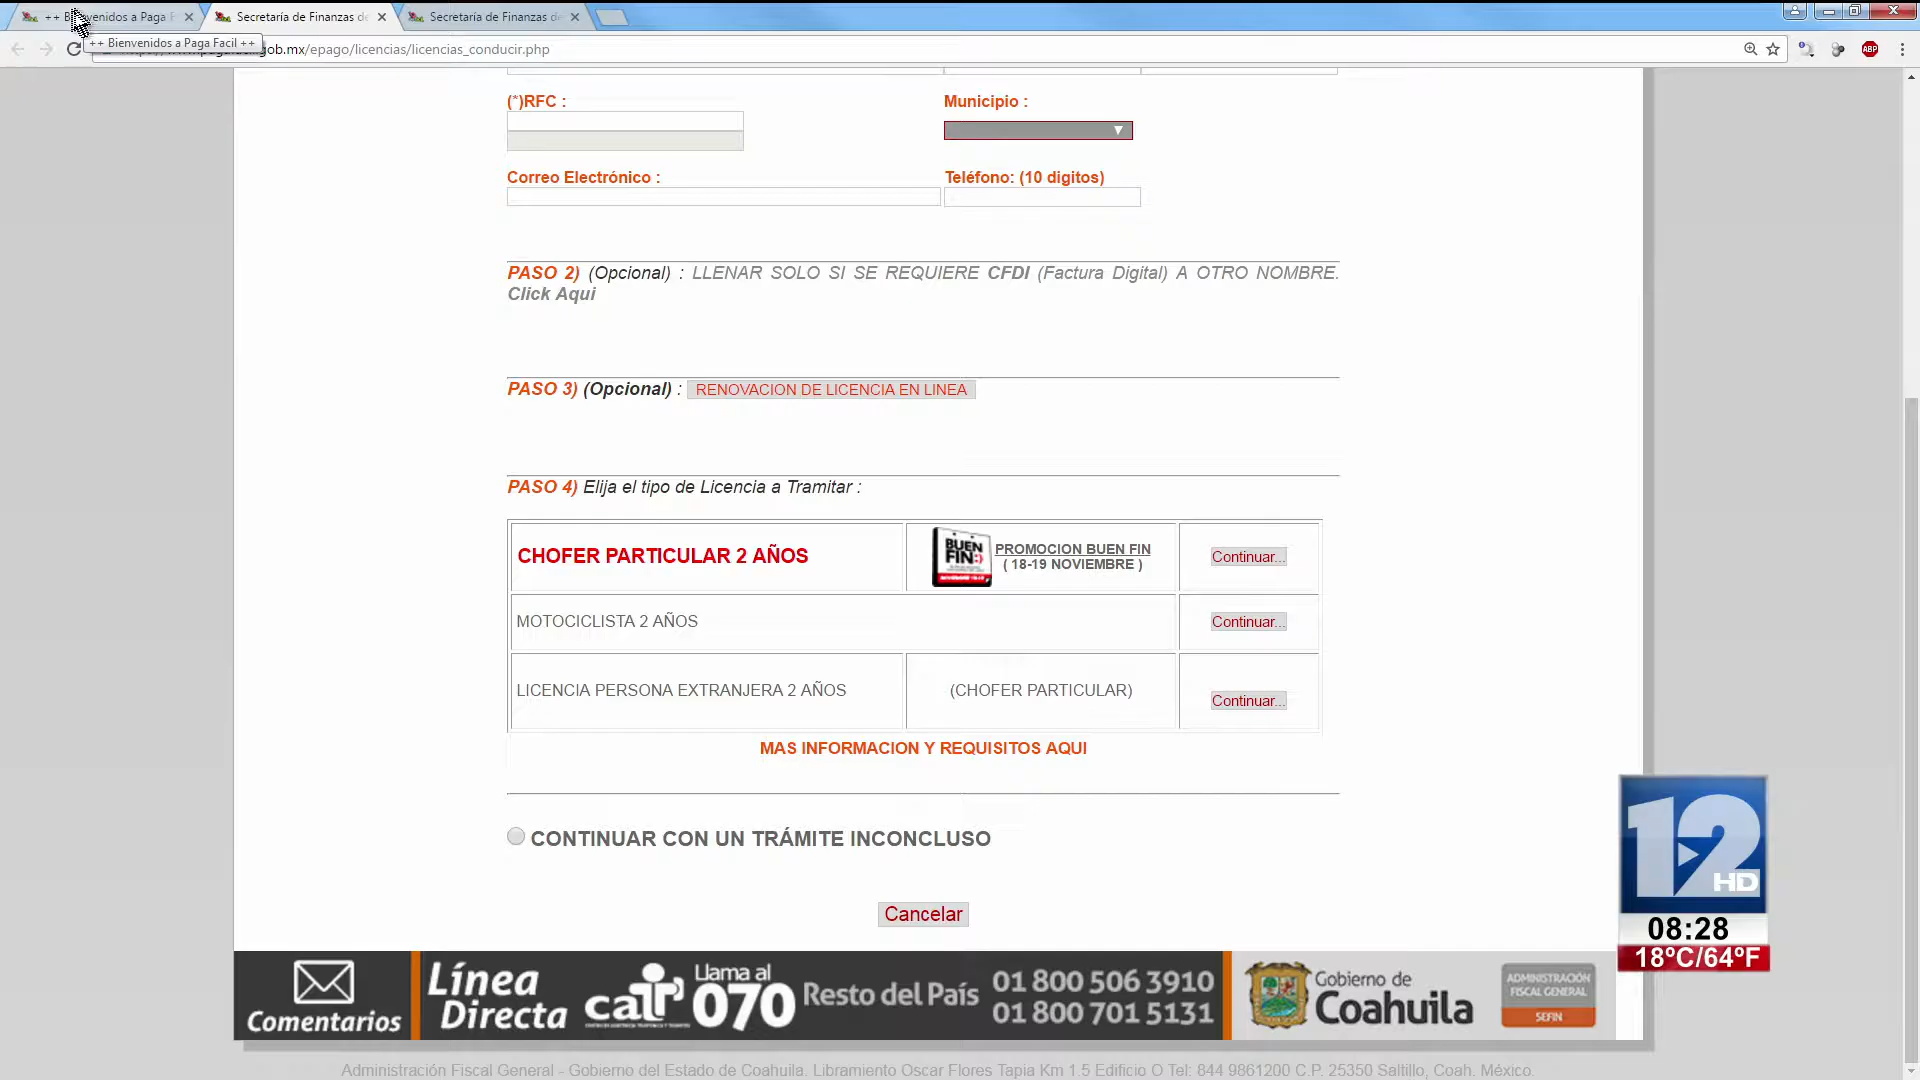 ++ Bienvenidos a Paga F
Secretaría de Finanzas de
Secretaría de Finanzas de
++ Bienvenidos a Paga Facil ++
gob.mx/epago/licencias/licencias_conducir.php
ABP
(*)RFC :
Municipio :
Correo Electrónico :
Teléfono: (10 digitos)
PASO 2) (Opcional) : LLENAR SOLO SI SE REQUIERE CFDI (Factura Digital) A OTRO NOMBRE.
Click Aqui
PASO 3) (Opcional) : RENOVACION DE LICENCIA EN LINEA
PASO 4) Elija el tipo de Licencia a Tramitar :
CHOFER PARTICULAR 2 AÑOS
BUEN
FIN
PROMOCION BUEN FIN
( 18-19 NOVIEMBRE )
Continuar...
MOTOCICLISTA 2 AÑOS
Continuar...
LICENCIA PERSONA EXTRANJERA 2 AÑOS
(CHOFER PARTICULAR)
Continuar...
MAS INFORMACION Y REQUISITOS AQUI
CONTINUAR CON UN TRÁMITE INCONCLUSO
Cancelar
12
HD
08:28
18ºC/64ºF
Comentarios
Línea
Directa
cat
Llama al
070
Resto del País
01 800 506 3910
01 800 701 5131
Gobierno de
Coahuila
ADMINISTRACIÓN
FISCAL GENERAL
SEFIN
Administración Fiscal General - Gobierno del Estado de Coahuila. Libramiento Oscar Flores Tapia Km 1.5 Edificio O Tel: 844 9861200 C.P. 25350 Saltillo, Coah. México.